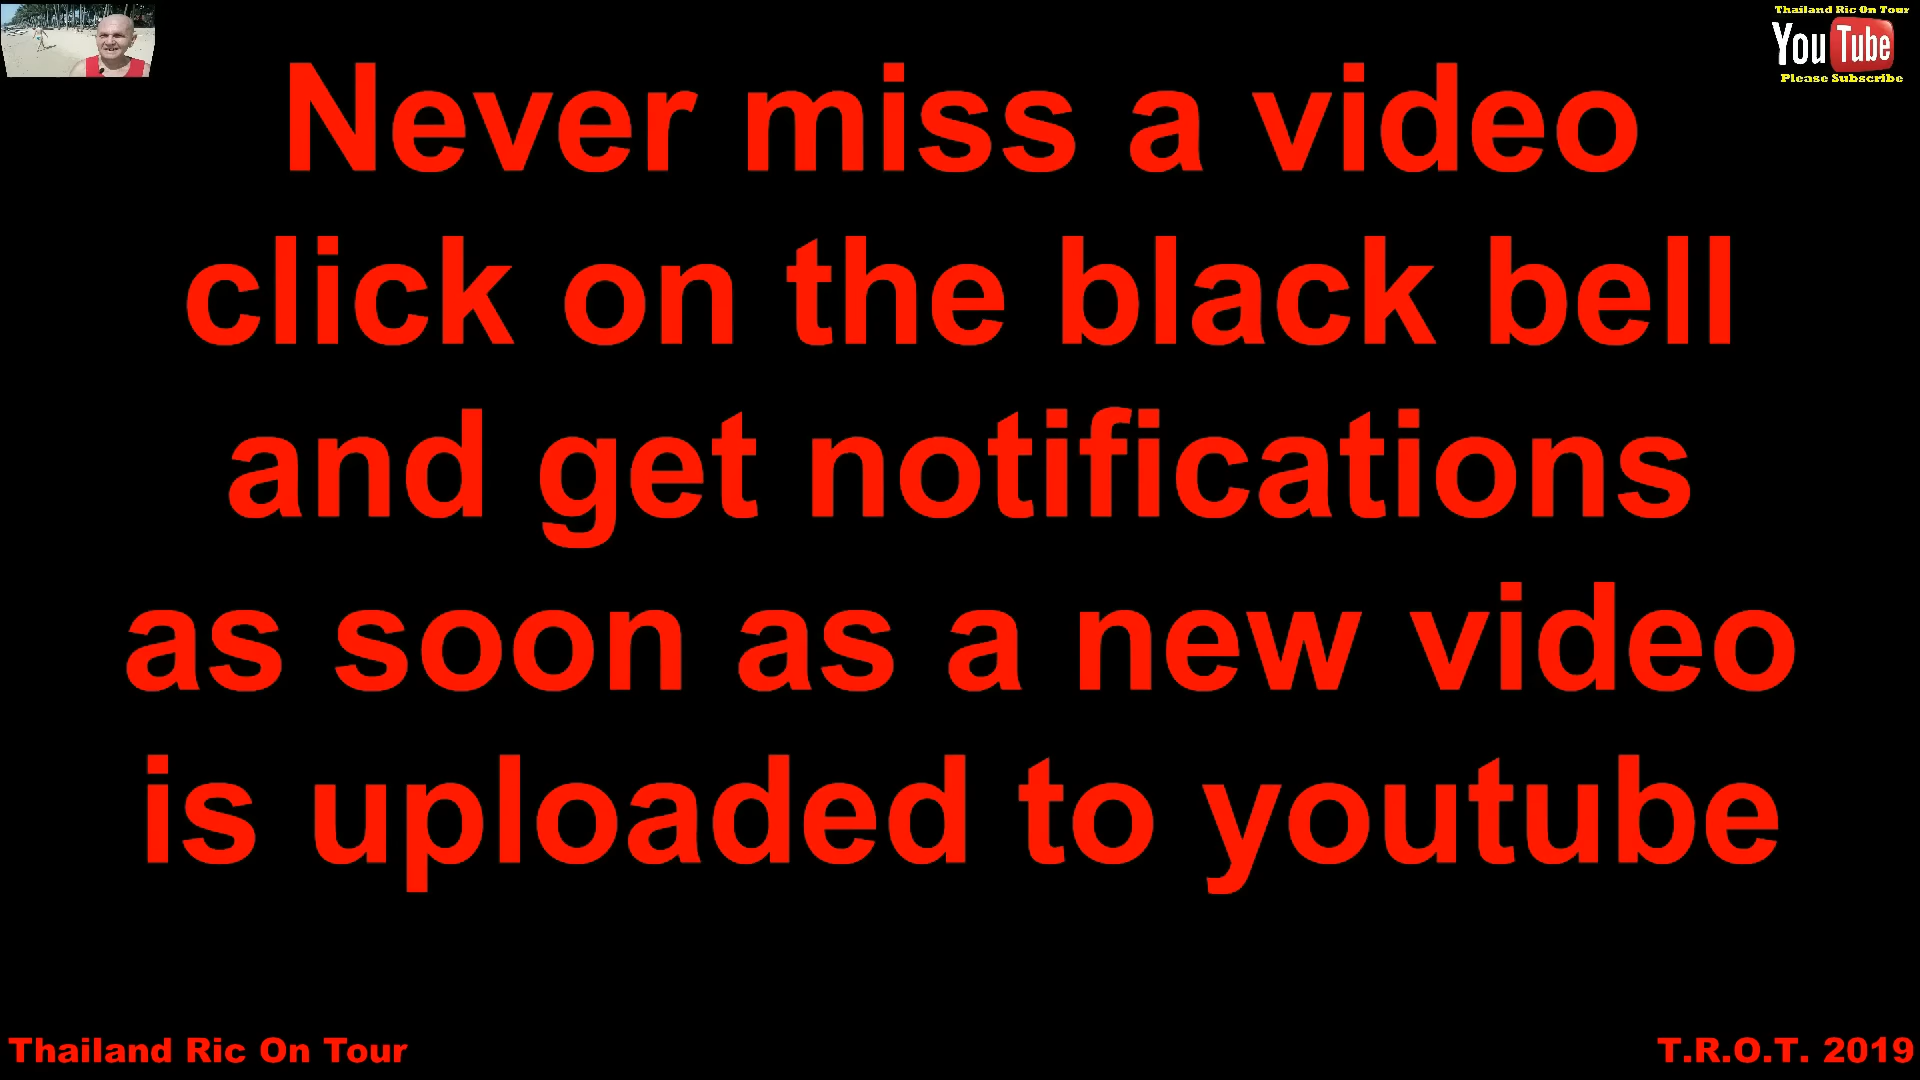 Thailand Ric On Tour
YouTube
Please Subscribe
Never miss a video
click on the black bell
and get notifications
as soon as a new video
is uploaded to youtube
Thailand Ric On Tour
T.R.O.T. 2019